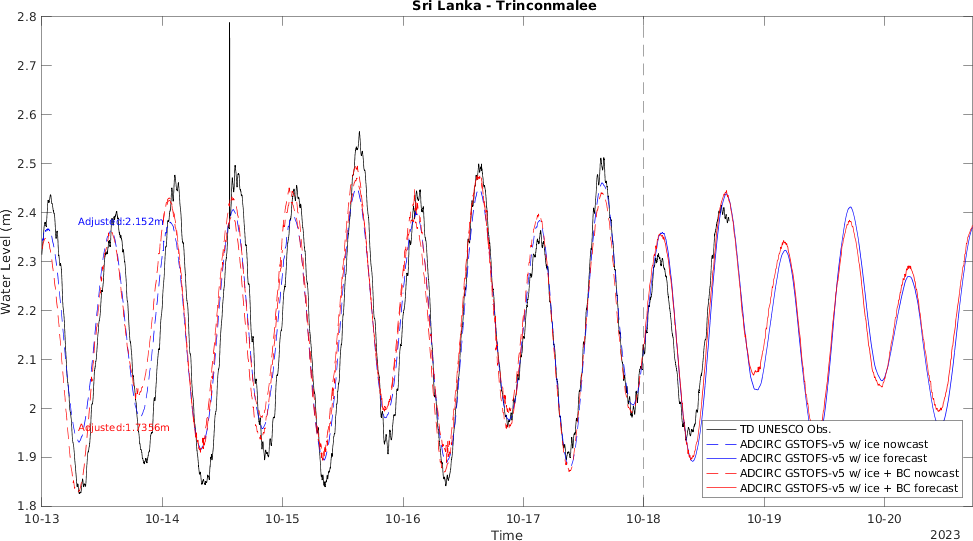 Sri Lanka - Trinconmalee
2.8
2.7
2.6
2.5
2.4
2.3
2.2
2.1
2
1.9
1.8
Water Level (m)
Adjusted:2.152m
Adjusted:1.7356m
TD UNESCO Obs.
ADCIRC GSTOFS-v5 w/ ice nowcast
ADCIRC GSTOFS-v5 w/ ice forecast
ADCIRC GSTOFS-v5 w/ ice + BC nowcast
ADCIRC GSTOFS-v5 w/ ice + BC forecast
10-13 10-14 10-15 10-16 10-17 10-18 10-19 10-20
Time
2023